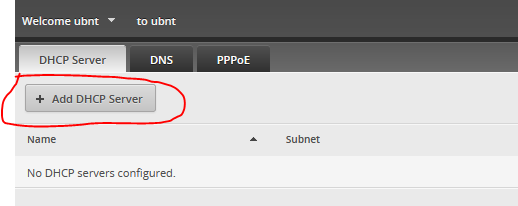 Welcome ubnt to ubnt
DHCP Server DNS PPPoE
+ Add DHCP Server
Name Subnet
No DHCP servers configured.